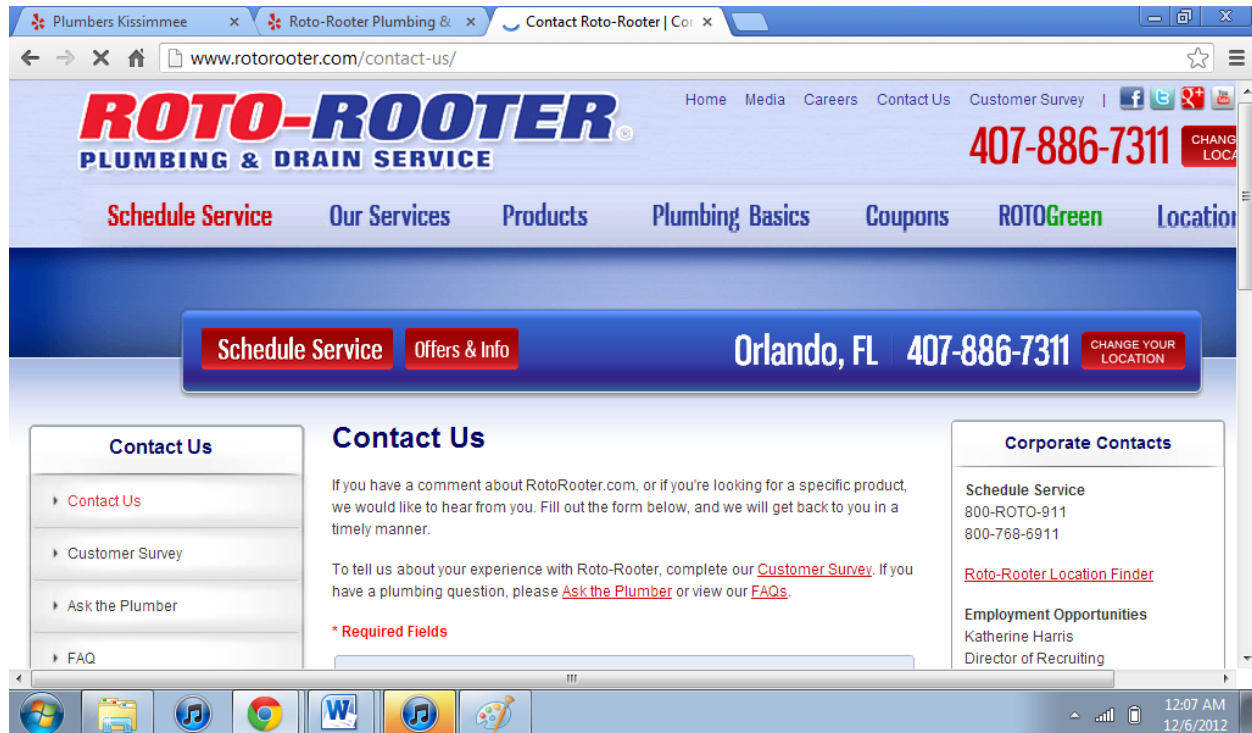 Plumbers Kissimmee
Roto-Rooter Plumbing &
Contact Roto-Rooter | Cor
www.rotorooter.com/contact-us/
Home Media Careers Contact Us Customer Survey |
ROTO-ROOTER®
PLUMBING & DRAIN SERVICE
407-886-7311
CHANG
LOCA
Schedule Service Our Services Products Plumbing Basics Coupons ROTOGreen Location
Schedule Service Offers & Info Orlando, FL 407-886-7311 CHANGE YOUR
LOCATION
Contact Us
Contact Us
Customer Survey
Ask the Plumber
FAQ
Contact Us
If you have a comment about RotoRooter.com, or if you're looking for a specific product,
we would like to hear from you. Fill out the form below, and we will get back to you in a
timely manner.
To tell us about your experience with Roto-Rooter, complete our Customer Survey. If you
have a plumbing question, please Ask the Plumber or view our FAQs.
* Required Fields
Corporate Contacts
Schedule Service
800-ROTO-911
800-768-6911
Roto-Rooter Location Finder
Employment Opportunities
Katherine Harris
Director of Recruiting
12:07 AM
12/6/2012